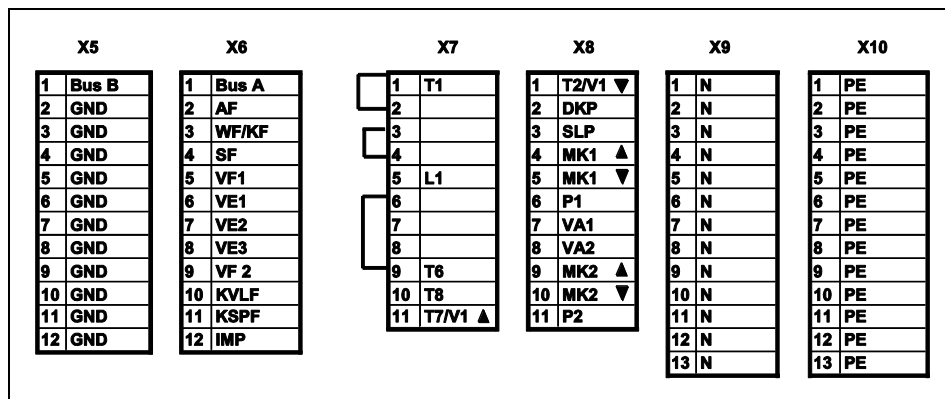 X5 X6 X7 X8 X9 X10
1 Bus B 1 Bus A 1 T1 1 T2/V1 ▼ 1 N 1 PE
2 GND 2 AF 2 2 DKP 2 N 2 PE
3 GND 3 WF/KF 3 3 SLP 3 N 3 PE
4 GND 4 SF 4 4 MK1 ▲ 4 N 4 PE
5 GND 5 VF1 5 L1 5 MK1 ▼ 5 N 5 PE
6 GND 6 VE1 6 6 P1 6 N 6 PE
7 GND 7 VE2 7 7 VA1 7 N 7 PE
8 GND 8 VE3 8 8 VA2 8 N 8 PE
9 GND 9 VF 2 9 T6 9 MK2 ▲ 9 N 9 PE
10 GND 10 KVLF 10 T8 10 MK2 ▼ 10 N 10 PE
11 GND 11 KSPF 11 T7/V1 ▲ 11 P2 11 N 11 PE
12 GND 12 IMP 12 N 12 PE
13 N 13 PE